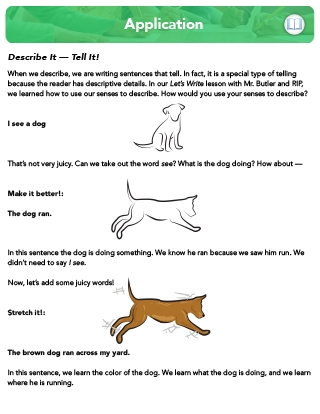 Application
Describe It — Tell It!
When we describe, we are writing sentences that tell. In fact, it is a special type of telling
because the reader has descriptive details. In our Let's Write lesson with Mr. Butler and RIP,
we learned how to use our senses to describe. How would you use your senses to describe?
I see a dog
That's not very juicy. Can we take out the word see? What is the dog doing? How about —
Make it better!:
The dog ran.
In this sentence the dog is doing something. We know he ran because we saw him run. We
didn't need to say I see.
Now, let's add some juicy words!
Stretch it!:
The brown dog ran across my yard.
In this sentence, we learn the color of the dog. We learn what the dog is doing, and we learn
where he is running.